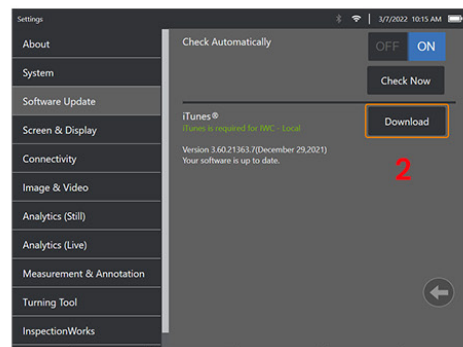 Settings
3/7/2022 10:15 AM
About
System
Software Update
Screen & Display
Connectivity
Image & Video
Analytics (Still)
Analytics (Live)
Measurement & Annotation
Turning Tool
InspectionWorks
Check Automatically
OFF ON
Check Now
iTunes®
iTunes is required for IWC - Local
Download
Version 3.60.21363.7(December 29,2021)
Your software is up to date.
2